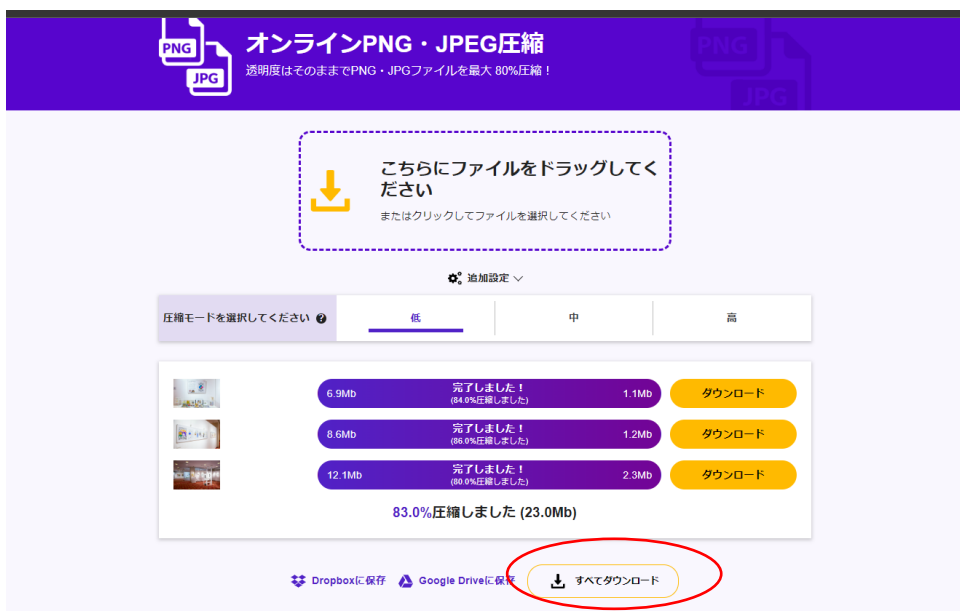 PNG
JPG
オンラインPNG・JPEG圧縮
透明度はそのままでPNG・JPGファイルを最大 80%圧縮！
PNG
JPG
こちらにファイルをドラッグしてく
ださい
またはクリックしてファイルを選択してください
追加設定
圧縮モードを選択してください ?
低
中
高
6.9Mb
完了しました！
(84.0%圧縮しました)
1.1Mb
ダウンロード
8.6Mb
完了しました！
(86.0%圧縮しました)
1.2Mb
ダウンロード
12.1Mb
完了しました！
(80.0%圧縮しました)
2.3Mb
ダウンロード
83.0%圧縮しました (23.0Mb)
Dropboxに保存
Google Driveに保存
すべてダウンロード